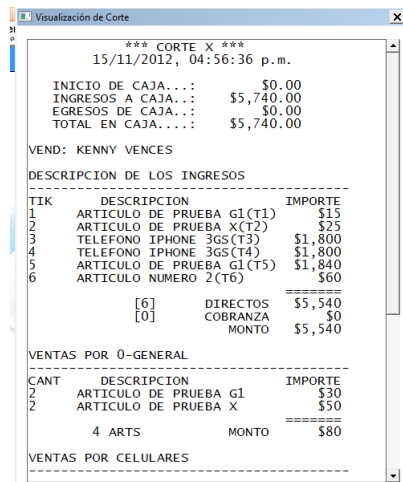 Visualización de Corte
*** CORTE X ***
15/11/2012, 04:56:36 p.m.
INICIO DE CAJA..: $0.00
INGRESOS A CAJA..: $5,740.00
EGRESOS DE CAJA..: $0.00
TOTAL EN CAJA....: $5,740.00
VEND: KENNY VENCES
DESCRIPCION DE LOS INGRESOS
-----------------------------------
TIK DESCRIPCION IMPORTE
1 ARTICULO DE PRUEBA G1(T1) $15
2 ARTICULO DE PRUEBA X(T2) $25
3 TELEFONO IPHONE 3GS(T3) $1,800
4 TELEFONO IPHONE 3GS(T4) $1,800
5 ARTICULO DE PRUEBA G1(T5) $1,840
6 ARTICULO NUMERO 2(T6) $60
=======
[6] DIRECTOS $5,540
[0] COBRANZA $0
MONTO $5,540
VENTAS POR 0-GENERAL
-----------------------------------
CANT DESCRIPCION IMPORTE
2 ARTICULO DE PRUEBA G1 $30
2 ARTICULO DE PRUEBA X $50
=======
4 ARTS MONTO $80
VENTAS POR CELULARES
-----------------------------------